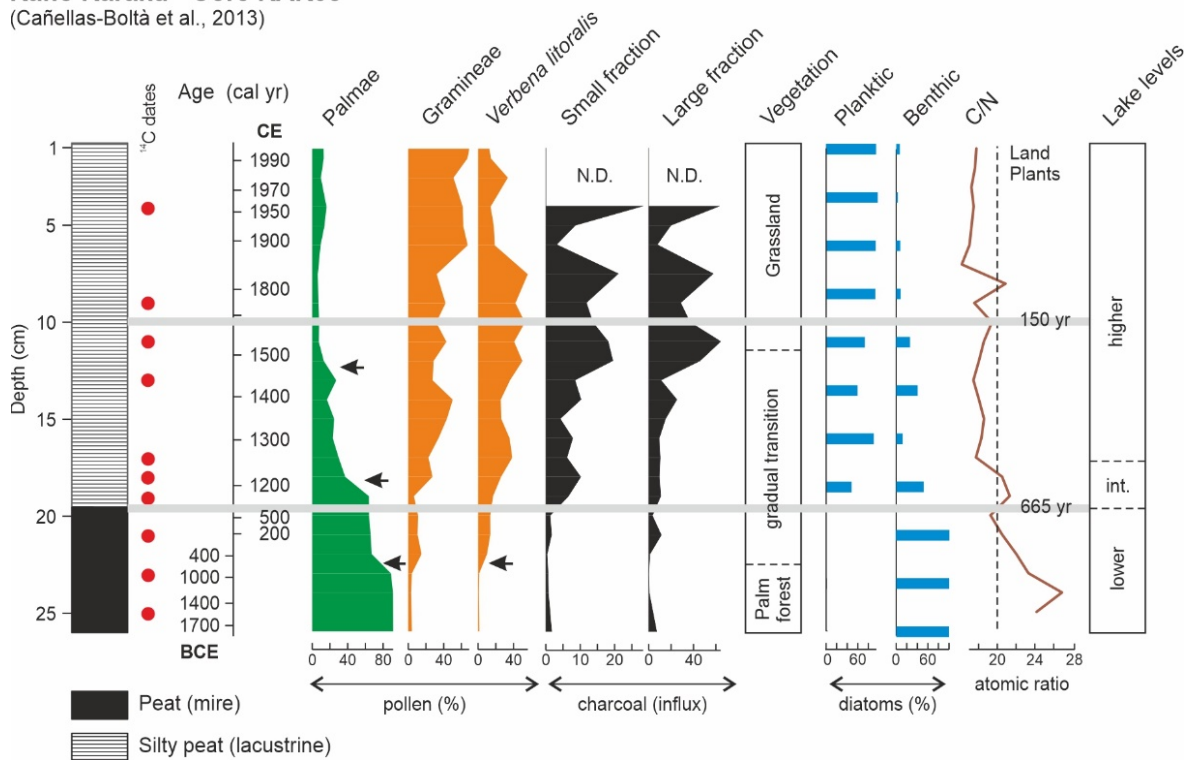 (Cañellas-Boltà et al., 2013)
¹⁴C dates
Age (cal yr)
CE
Palmae
Gramineae
Verbena litoralis
Small fraction
Large fraction
Vegetation
Planktic
Benthic
C/N
Lake levels
Depth (cm)
1
5
10
15
20
25
1990
1970
1950
1900
1800
1500
1400
1300
1200
500
200
400
1000
1400
1700
BCE
N.D.
N.D.
Grassland
gradual transition
Palm forest
Land
Plants
150 yr
665 yr
higher
int.
lower
0 40 80
0 40
0 40
0 10 20
0 40
0 60
0 60
20 24 28
pollen (%)
charcoal (influx)
diatoms (%)
atomic ratio
Peat (mire)
Silty peat (lacustrine)